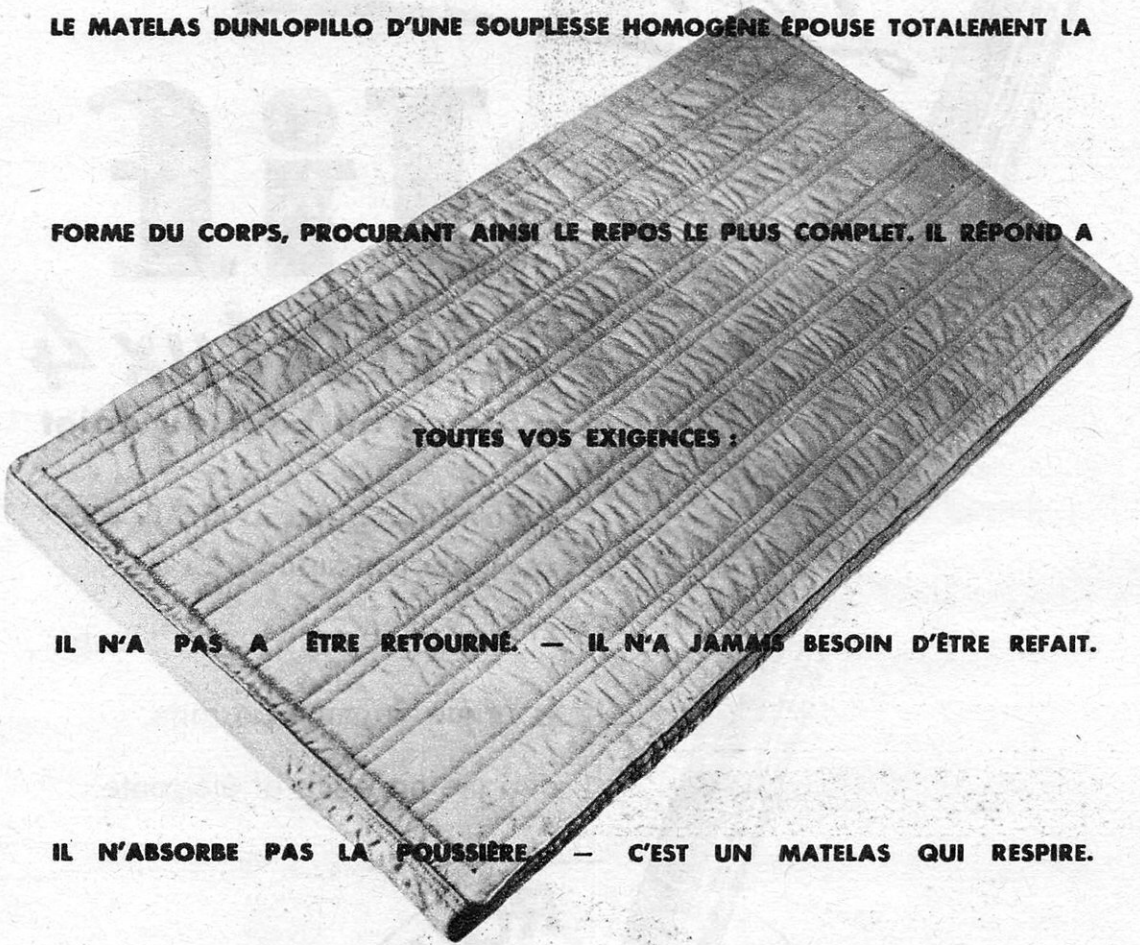 LE MATELAS DUNLOPILLO D'UNE SOUPLESSE HOMOGÈNE ÉPOUSE TOTALEMENT LA
FORME DU CORPS, PROCURANT AINSI LE REPOS LE PLUS COMPLET. IL RÉPOND A
TOUTES VOS EXIGENCES :
IL N'A PAS A ÊTRE RETOURNÉ. — IL N'A JAMAIS BESOIN D'ÊTRE REFAIT.
IL N'ABSORBE PAS LA POUSSIÈRE. — C'EST UN MATELAS QUI RESPIRE.